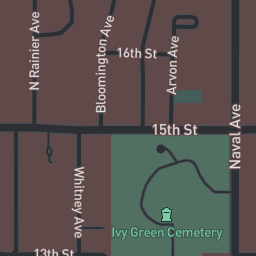 N Rainier Ave
Bloomington Ave
16th St
Arvon Ave
15th St
Naval Ave
Whitney Ave
Ivy Green Cemetery
13th St